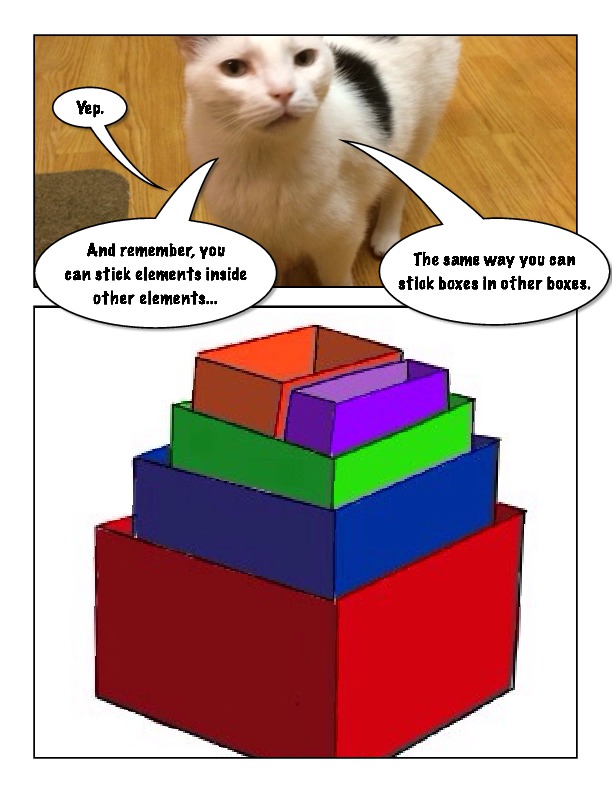 Yep.
And remember, you
can stick elements inside
other elements...
The same way you can
stick boxes in other boxes.